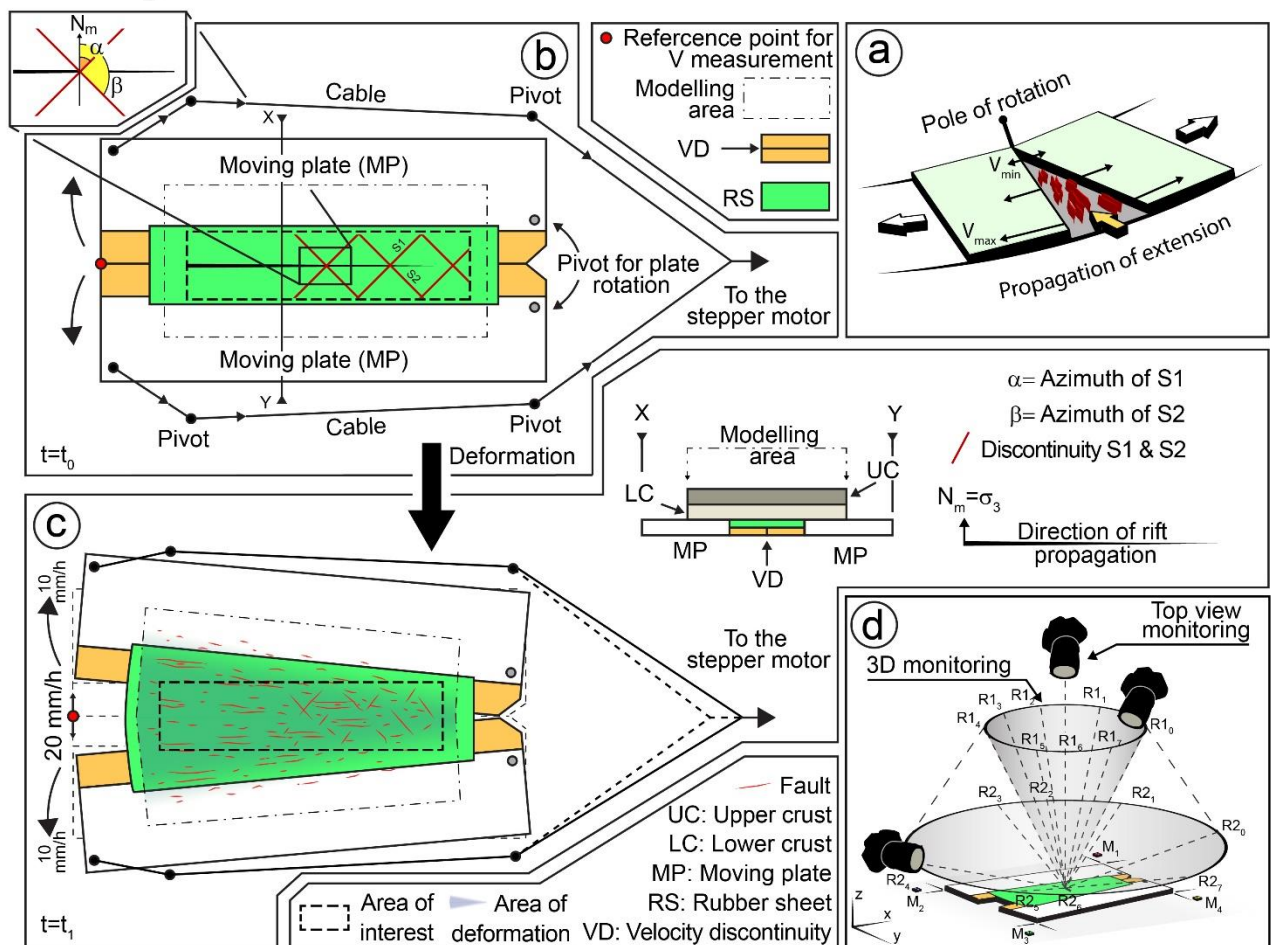 Nm
α
β
b
Cable
Pivot
X
Moving plate (MP)
S1
S2
Pivot for plate
rotation
To the
stepper motor
Moving plate (MP)
Y
Pivot
Cable
Pivot
t=t0
Deformation
Refercence point for
V measurement
Modelling
area
VD
RS
a
Pole of rotation
Vmin
Vmax
Propagation of extension
X
Y
Modelling
area
UC
LC
MP
MP
VD
α= Azimuth of S1
β= Azimuth of S2
Discontinuity S1 & S2
Nm=σ3
Direction of rift
propagation
c
10
mm/h
20 mm/h
10
mm/h
To the
stepper motor
t=t1
Fault
UC: Upper crust
LC: Lower crust
MP: Moving plate
RS: Rubber sheet
VD: Velocity discontinuity
Area of
interest
Area of
deformation
d
Top view
monitoring
3D monitoring
R13
R12
R11
R14
R10
R15
R16
R17
R23
R22
R21
R20
M1
R24
R27
M2
R25
R26
M4
M3
z
x
y